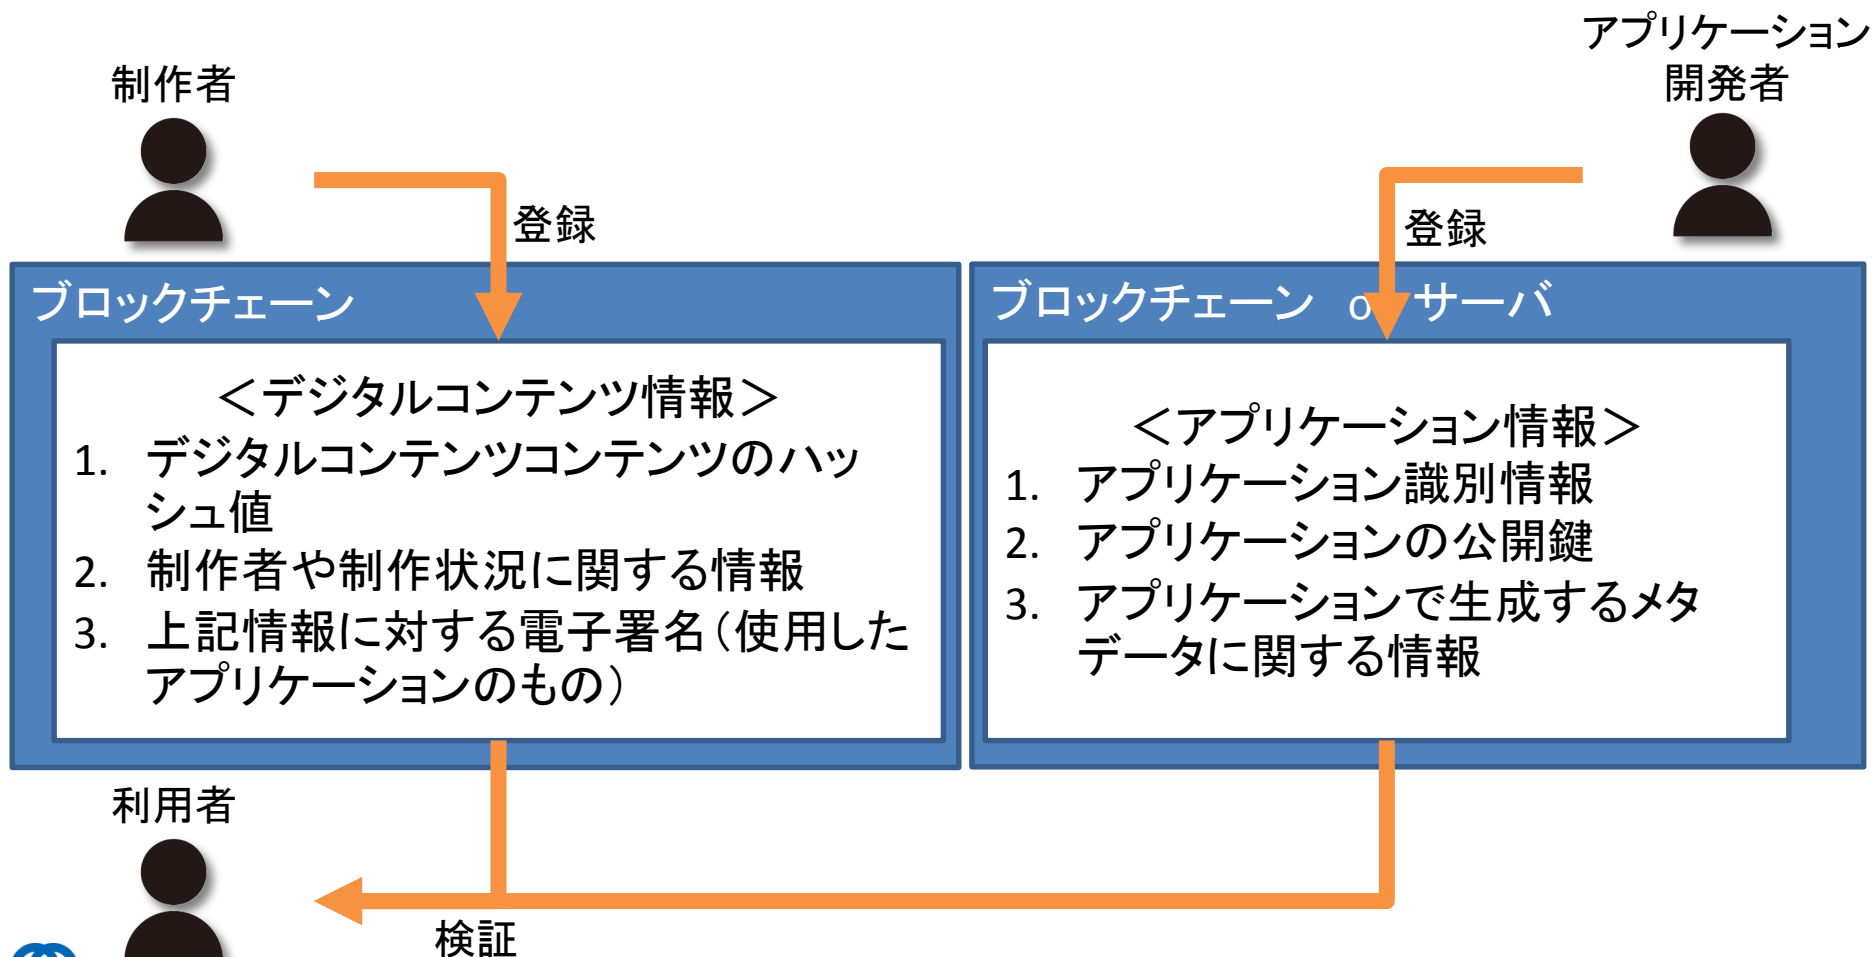 アプリケーション
開発者
制作者
登録
登録
ブロックチェーン
＜デジタルコンテンツ情報＞
1. デジタルコンテンツコンテンツのハッ
シュ値
2. 制作者や制作状況に関する情報
3. 上記情報に対する電子署名（使用した
アプリケーションのもの）
ブロックチェーン o サーバ
＜アプリケーション情報＞
1. アプリケーション識別情報
2. アプリケーションの公開鍵
3. アプリケーションで生成するメタ
データに関する情報
利用者
検証